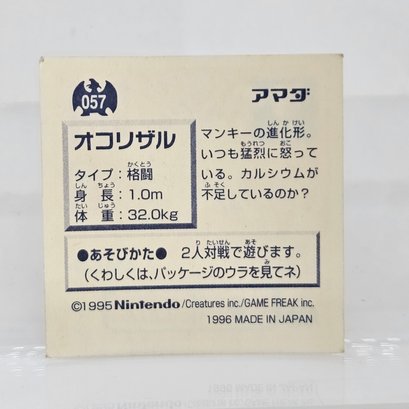 057
アマダ
オコリザル
タイプ：格闘
身長：1.0m
体重：32.0kg
マンキーの進化形。
いつも猛烈に怒って
いる。カルシウムが
不足しているのか？
●あそびかた● 2人対戦で遊びます。
（くわしくは、パッケージのウラを見てネ）
©1995 Nintendo/Creatures inc./GAME FREAK inc.
1996 MADE IN JAPAN